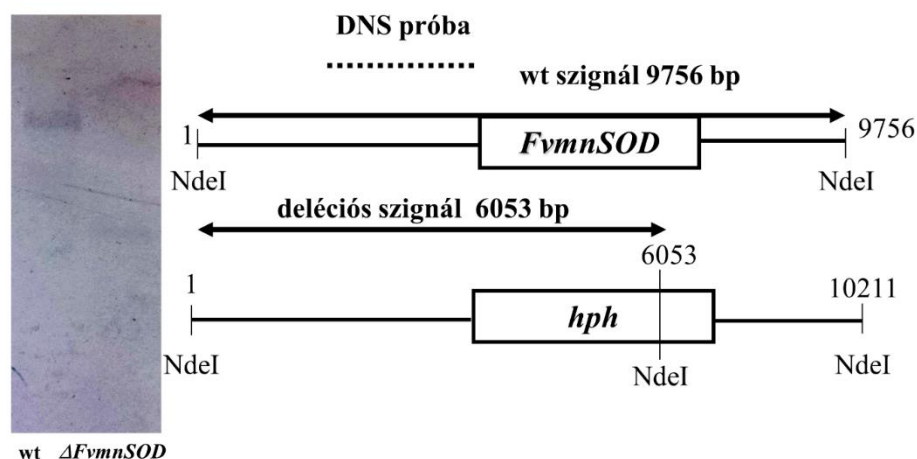 DNS próba
wt szignál 9756 bp
1
FvmnSOD
9756
NdeI
NdeI
deléciós szignál 6053 bp
6053
1
10211
hph
NdeI
NdeI
NdeI
wt ΔFvmnSOD